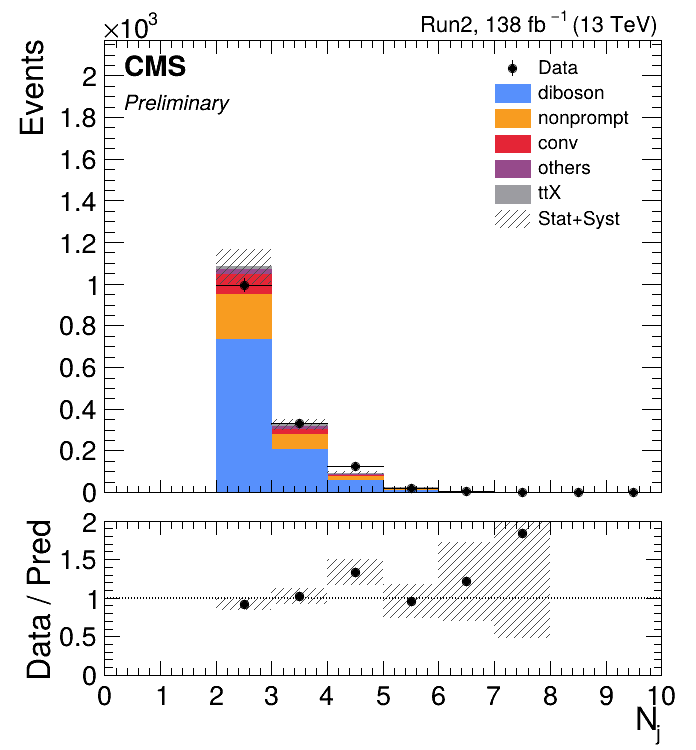 ×10³
Run2, 138 fb⁻¹ (13 TeV)
Events
CMS
Preliminary
Data
diboson
nonprompt
conv
others
ttX
Stat+Syst
2
1.8
1.6
1.4
1.2
1
0.8
0.6
0.4
0.2
0
Data / Pred
2
1.5
1
0.5
0
0 1 2 3 4 5 6 7 8 9 10
Nⱼ